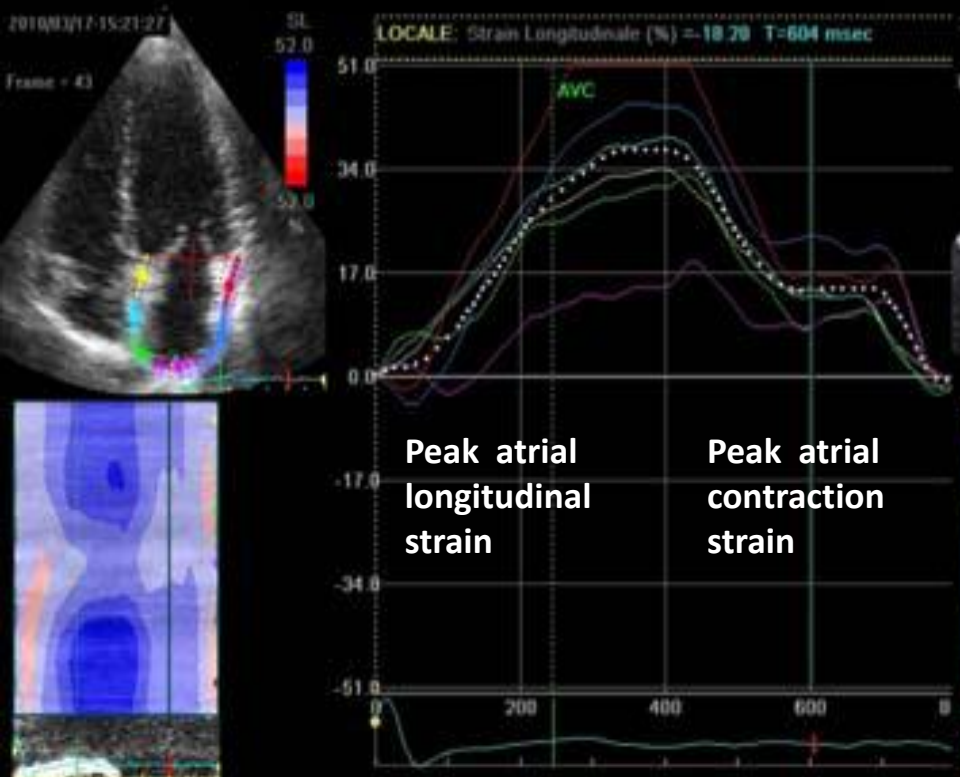 2010/03/17-15:21:27
Frame = 43
SL
52.0
-52.0
LOCALE: Strain Longitudinale (%) =-18.20 T=604 msec
51.0
AVC
34.0
17.0
0.0
-17.0
-34.0
-51.0
Peak atrial
longitudinal
strain
Peak atrial
contraction
strain
0 200 400 600 8